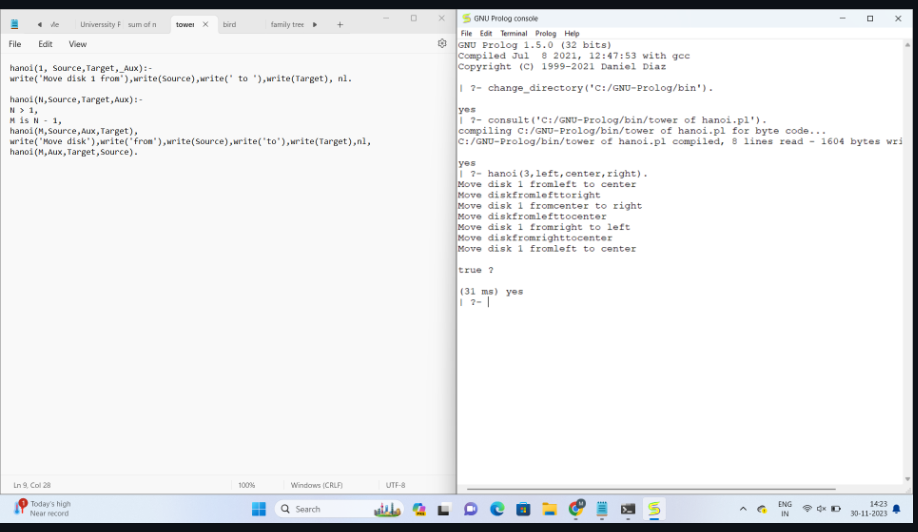 ile Universsity F sum of n tower × bird family tree +
File Edit View
hanoi(1, Source,Target,_Aux):-
write('Move disk 1 from'),write(Source),write(' to '),write(Target), nl.
hanoi(N,Source,Target,Aux):-
N > 1,
M is N - 1,
hanoi(M,Source,Aux,Target),
write('Move disk'),write('from'),write(Source),write('to'),write(Target),nl,
hanoi(M,Aux,Target,Source).
Ln 9, Col 28 100% Windows (CRLF) UTF-8
GNU Prolog console
File Edit Terminal Prolog Help
GNU Prolog 1.5.0 (32 bits)
Compiled Jul 8 2021, 12:47:53 with gcc
Copyright (C) 1999-2021 Daniel Diaz
| ?- change_directory('C:/GNU-Prolog/bin').
yes
| ?- consult('C:/GNU-Prolog/bin/tower of hanoi.pl').
compiling C:/GNU-Prolog/bin/tower of hanoi.pl for byte code...
C:/GNU-Prolog/bin/tower of hanoi.pl compiled, 8 lines read - 1604 bytes wri
yes
| ?- hanoi(3,left,center,right).
Move disk 1 fromleft to center
Move diskfromlefttoright
Move disk 1 fromcenter to right
Move diskfromlefttocenter
Move disk 1 fromright to left
Move diskfromrighttocenter
Move disk 1 fromleft to center
true ?
(31 ms) yes
| ?-
1 Today's high
Near record
Search
ENG
IN
14:23
30-11-2023